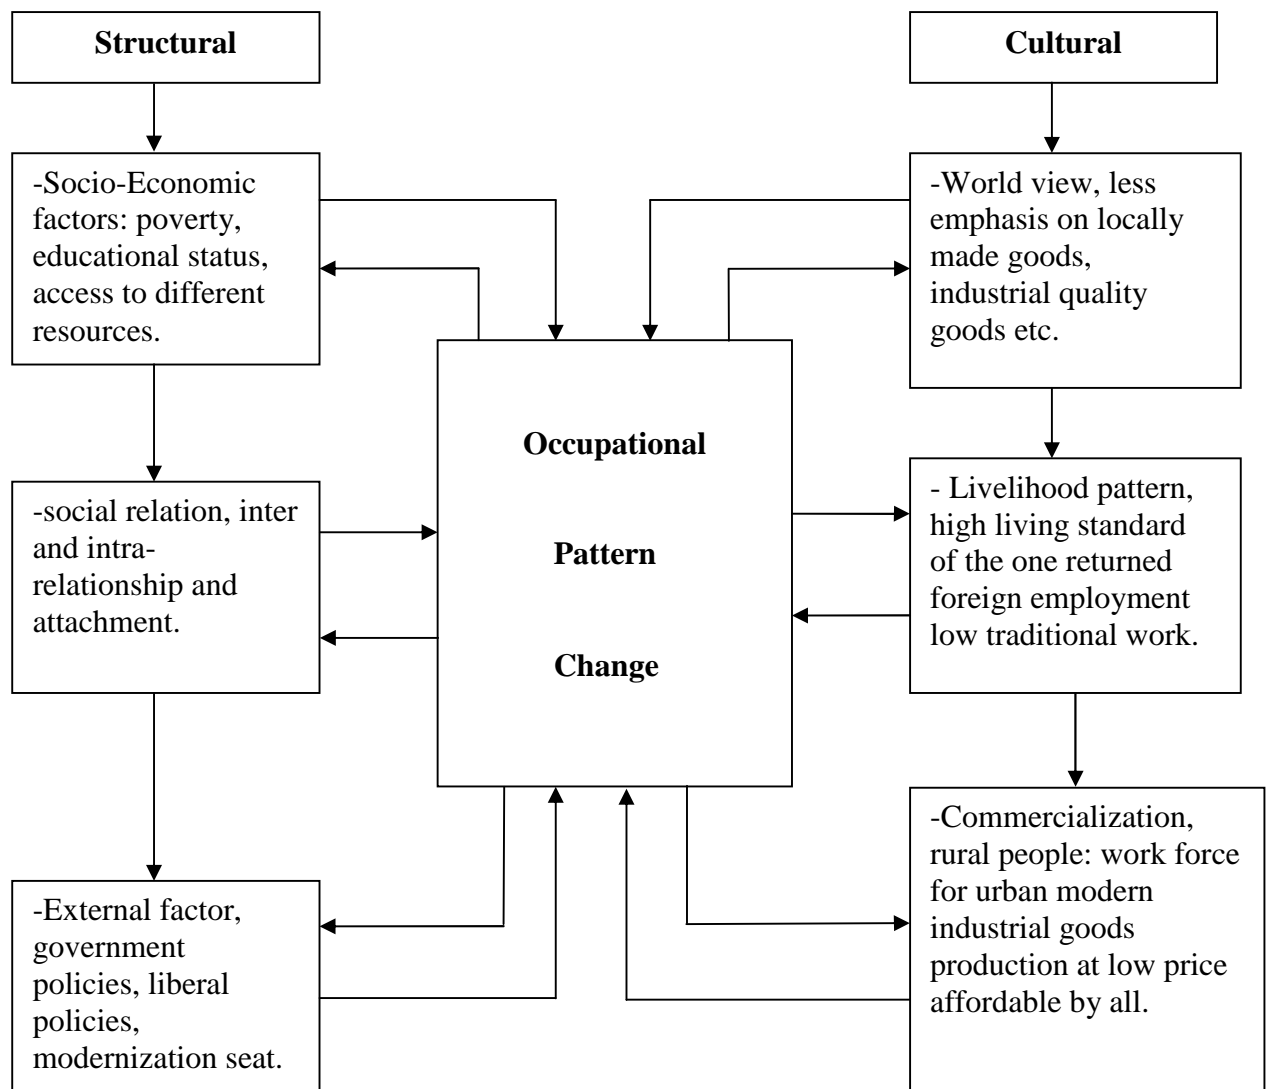 Structural
Cultural
-Socio-Economic
factors: poverty,
educational status,
access to different
resources.
-World view, less
emphasis on locally
made goods,
industrial quality
goods etc.
Occupational
Pattern
Change
-social relation, inter
and intra-
relationship and
attachment.
- Livelihood pattern,
high living standard
of the one returned
foreign employment
low traditional work.
-External factor,
government
policies, liberal
policies,
modernization seat.
-Commercialization,
rural people: work force
for urban modern
industrial goods
production at low price
affordable by all.